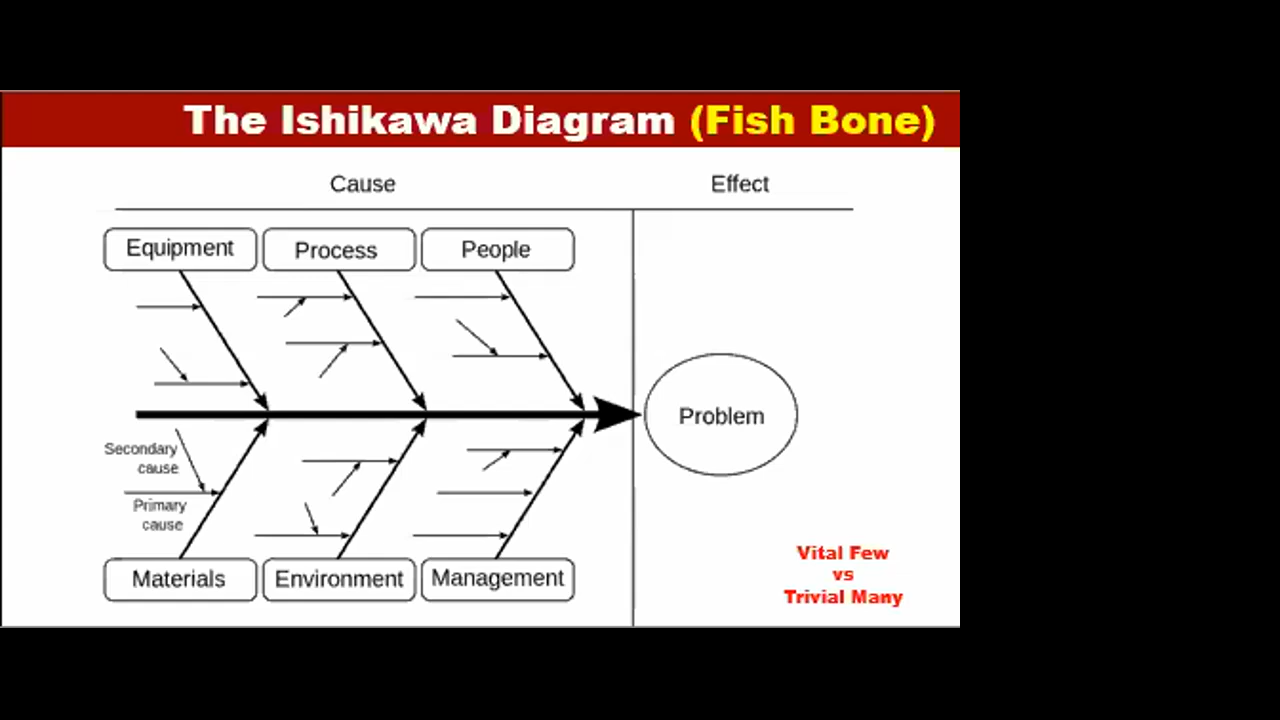 The Ishikawa Diagram (Fish Bone)
Cause
Effect
Equipment
Process
People
Problem
Secondary
cause
Primary
cause
Materials
Environment
Management
Vital Few
vs
Trivial Many